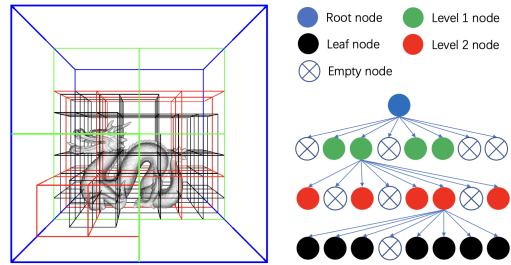 Root node
Level 1 node
Leaf node
Level 2 node
Empty node